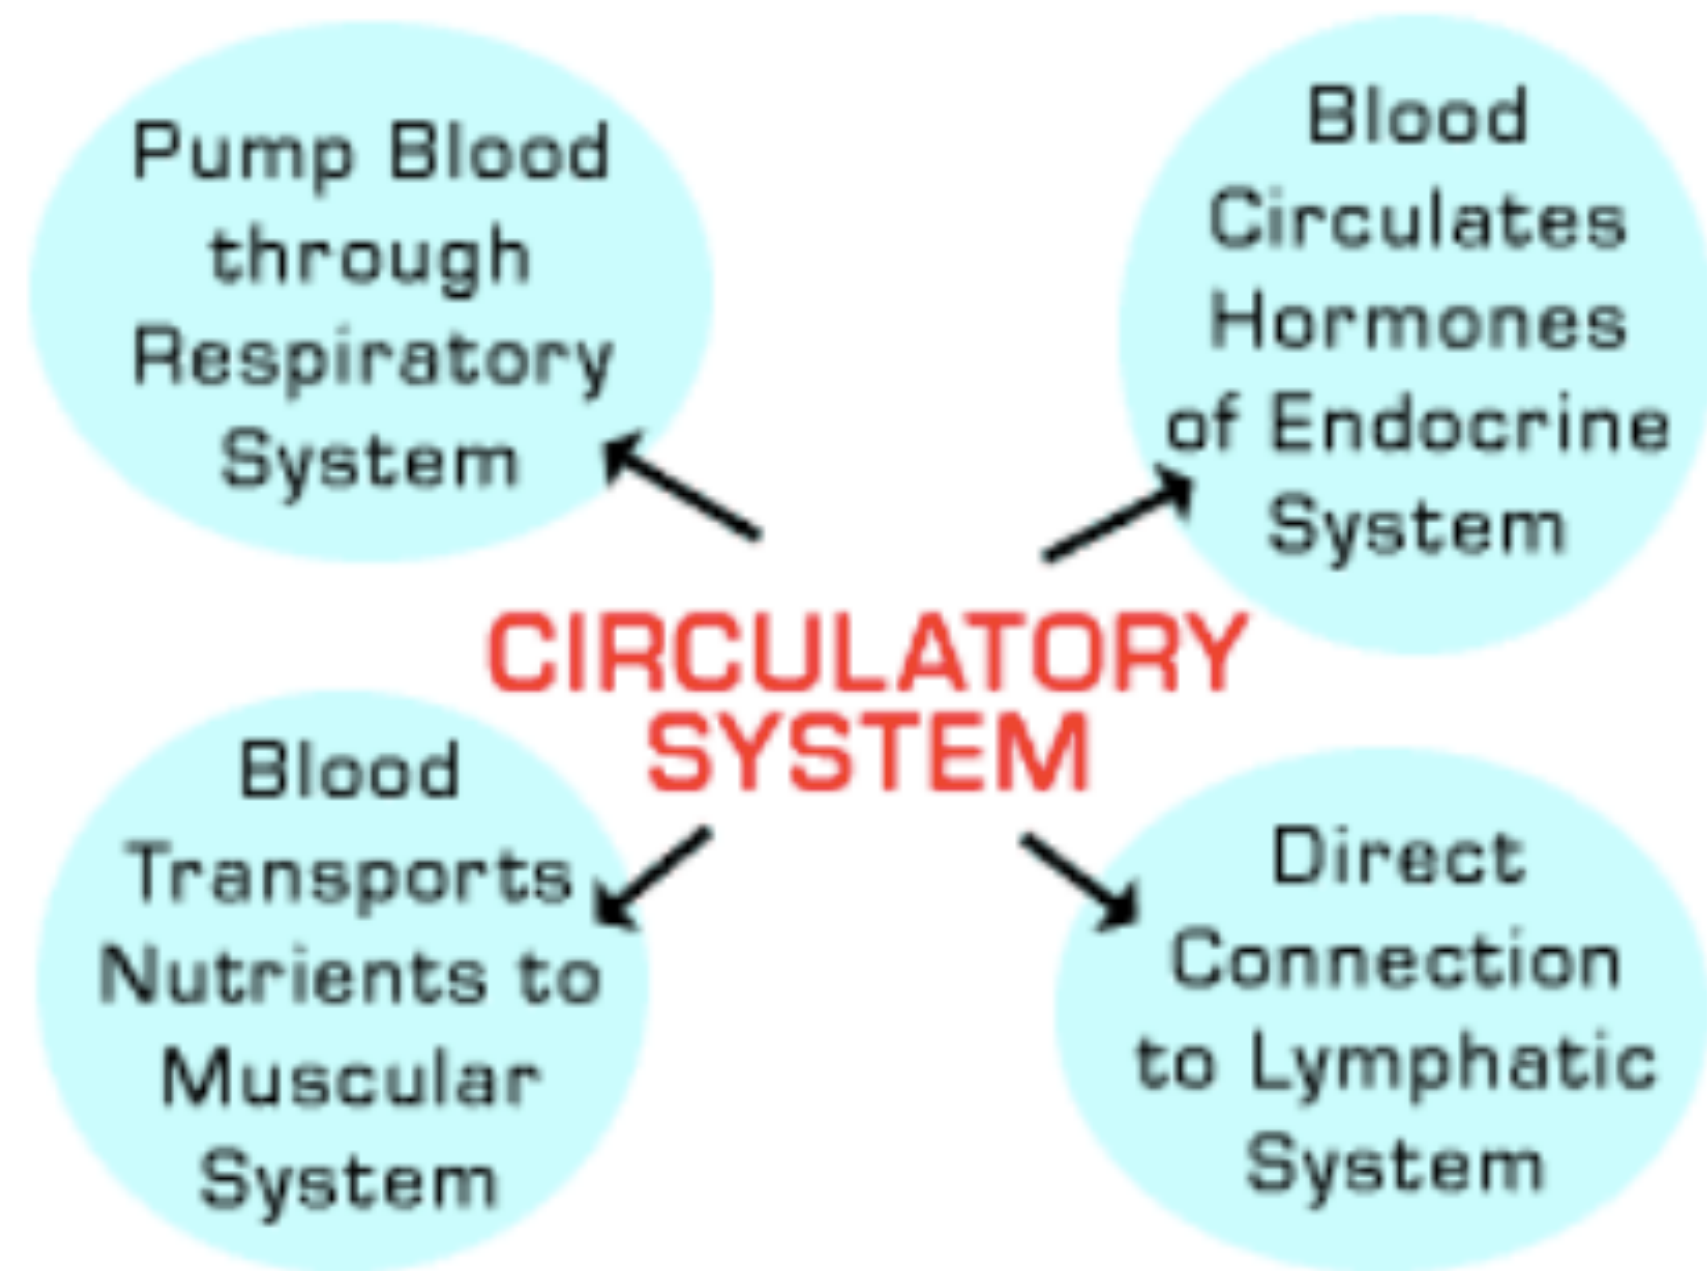 Pump Blood
through
Respiratory
System
Blood
Circulates
Hormones
of Endocrine
System
CIRCULATORY
SYSTEM
Blood
Transports
Nutrients to
Muscular
System
Direct
Connection
to Lymphatic
System